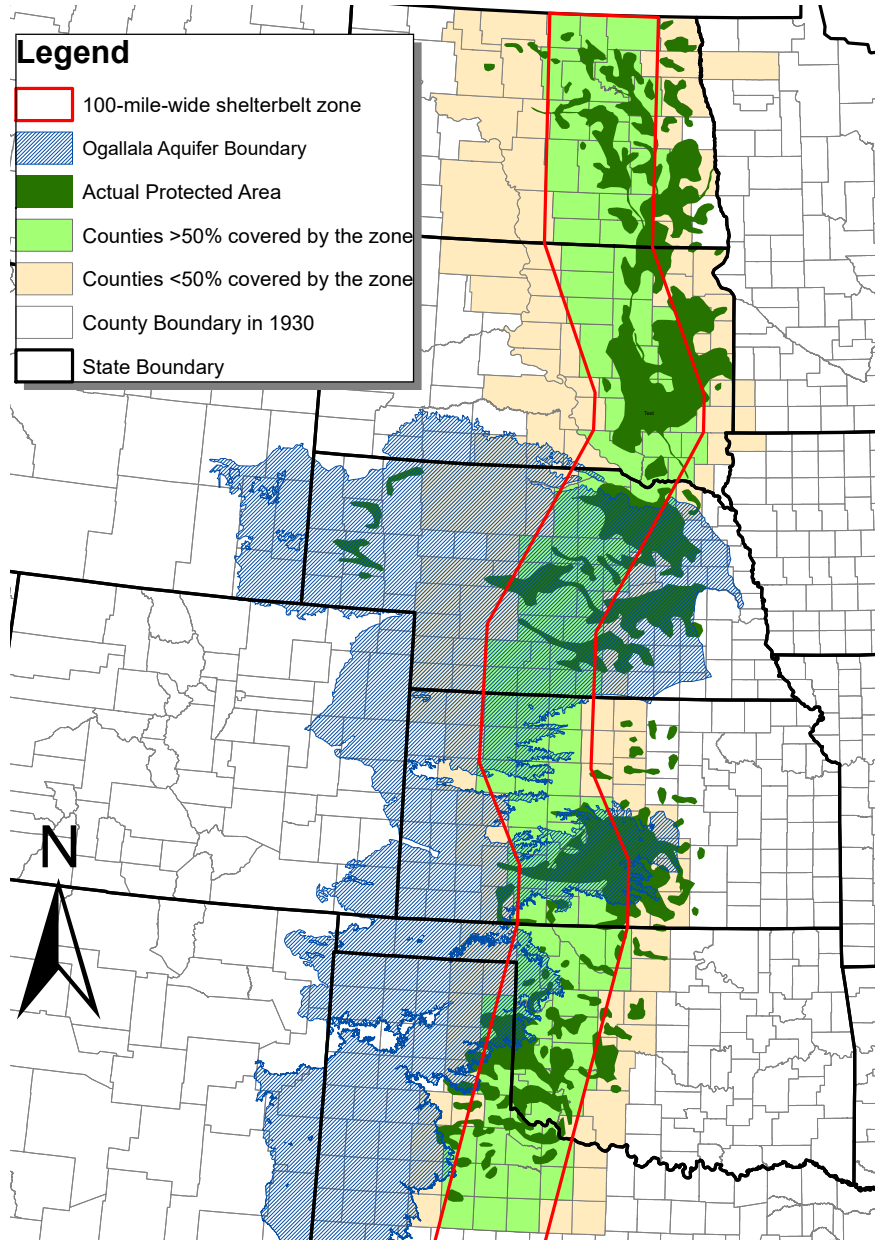 Legend
100-mile-wide shelterbelt zone
Ogallala Aquifer Boundary
Actual Protected Area
Counties >50% covered by the zone
Counties <50% covered by the zone
County Boundary in 1930
State Boundary
Text
N